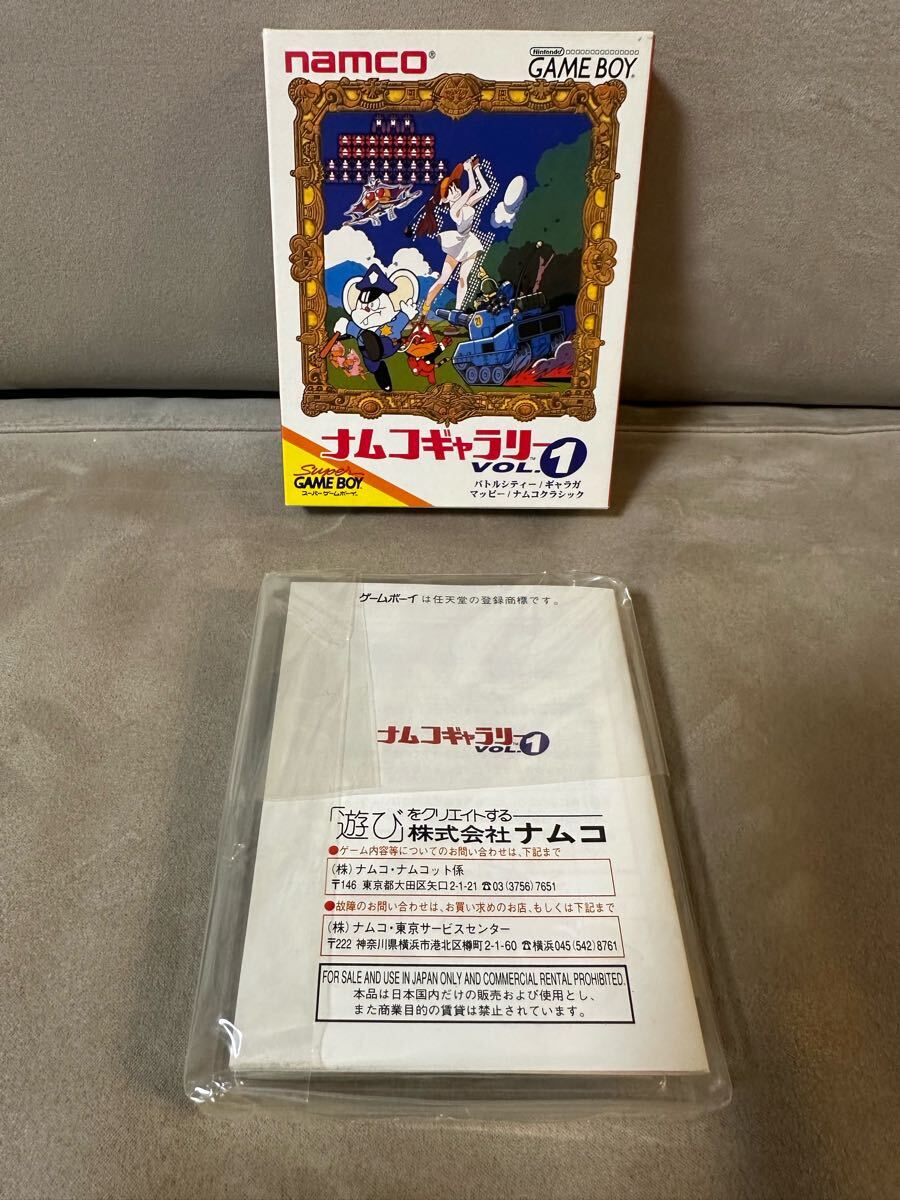 namco®
Nintendo
GAME BOY®
ナムコギャラリー™
VOL.1
バトルシティー/ギャラガ
マッピー/ナムコクラシック
Super
GAME BOY
スーパーゲームボーイ
ゲームボーイは任天堂の登録商標です。
ナムコギャラリー™
VOL.1
「遊び」をクリエイトする
株式会社ナムコ
●ゲーム内容等についてのお問い合わせは、下記まで
(株)ナムコ・ナムコット係
〒146 東京都大田区矢口2-1-21 ☎03(3756)7651
●故障のお問い合わせは、お買い求めのお店、もしくは下記まで
(株)ナムコ・東京サービスセンター
〒222 神奈川県横浜市港北区樽町2-1-60 ☎横浜045(542)8761
FOR SALE AND USE IN JAPAN ONLY AND COMMERCIAL RENTAL PROHIBITED.
本品は日本国内だけの販売および使用とし、
また商業目的の賃貸は禁止されています。